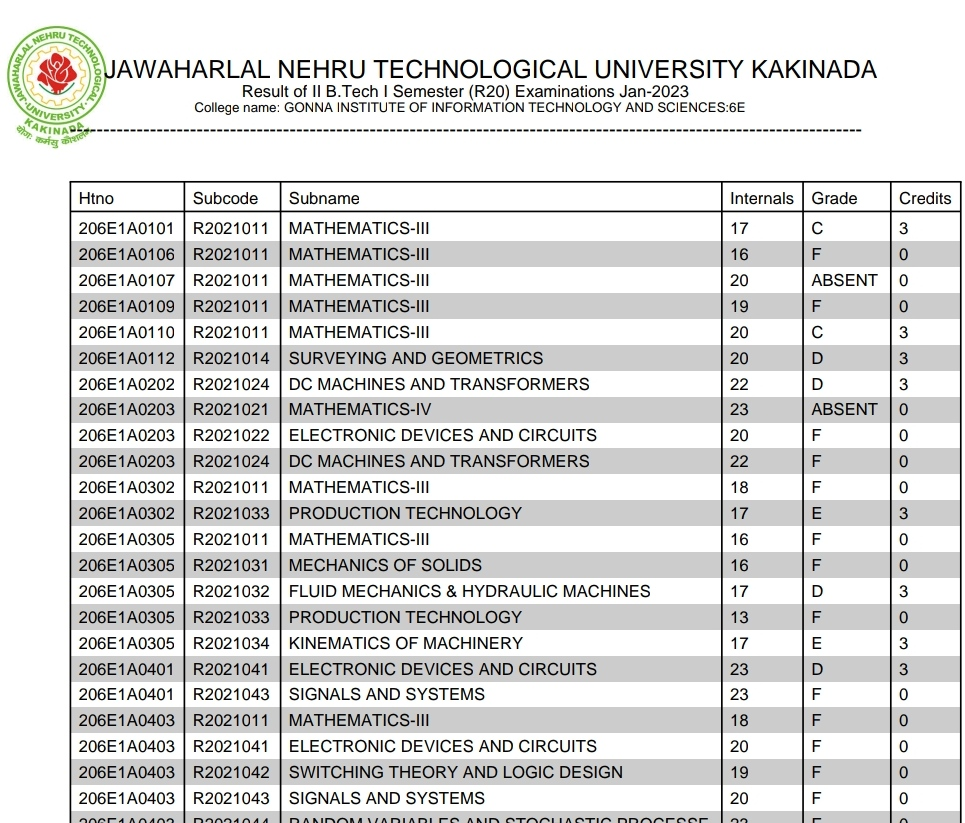 JAWAHARLAL NEHRU TECHNOLOGICAL
UNIVERSITY
KAKINADA
योगः कर्मसु कौशलम्
JAWAHARLAL NEHRU TECHNOLOGICAL UNIVERSITY KAKINADA
Result of II B.Tech I Semester (R20) Examinations Jan-2023
College name: GONNA INSTITUTE OF INFORMATION TECHNOLOGY AND SCIENCES:6E
Htno Subcode Subname Internals Grade Credits
206E1A0101 R2021011 MATHEMATICS-III 17 C 3
206E1A0106 R2021011 MATHEMATICS-III 16 F 0
206E1A0107 R2021011 MATHEMATICS-III 20 ABSENT 0
206E1A0109 R2021011 MATHEMATICS-III 19 F 0
206E1A0110 R2021011 MATHEMATICS-III 20 C 3
206E1A0112 R2021014 SURVEYING AND GEOMETRICS 20 D 3
206E1A0202 R2021024 DC MACHINES AND TRANSFORMERS 22 D 3
206E1A0203 R2021021 MATHEMATICS-IV 23 ABSENT 0
206E1A0203 R2021022 ELECTRONIC DEVICES AND CIRCUITS 20 F 0
206E1A0203 R2021024 DC MACHINES AND TRANSFORMERS 22 F 0
206E1A0302 R2021011 MATHEMATICS-III 18 F 0
206E1A0302 R2021033 PRODUCTION TECHNOLOGY 17 E 3
206E1A0305 R2021011 MATHEMATICS-III 16 F 0
206E1A0305 R2021031 MECHANICS OF SOLIDS 16 F 0
206E1A0305 R2021032 FLUID MECHANICS & HYDRAULIC MACHINES 17 D 3
206E1A0305 R2021033 PRODUCTION TECHNOLOGY 13 F 0
206E1A0305 R2021034 KINEMATICS OF MACHINERY 17 E 3
206E1A0401 R2021041 ELECTRONIC DEVICES AND CIRCUITS 23 D 3
206E1A0401 R2021043 SIGNALS AND SYSTEMS 23 F 0
206E1A0403 R2021011 MATHEMATICS-III 18 F 0
206E1A0403 R2021041 ELECTRONIC DEVICES AND CIRCUITS 20 F 0
206E1A0403 R2021042 SWITCHING THEORY AND LOGIC DESIGN 19 F 0
206E1A0403 R2021043 SIGNALS AND SYSTEMS 20 F 0
206E1A0403 R2021044 RANDOM VARIABLES AND STOCHASTIC PROCESSE 23 F 0